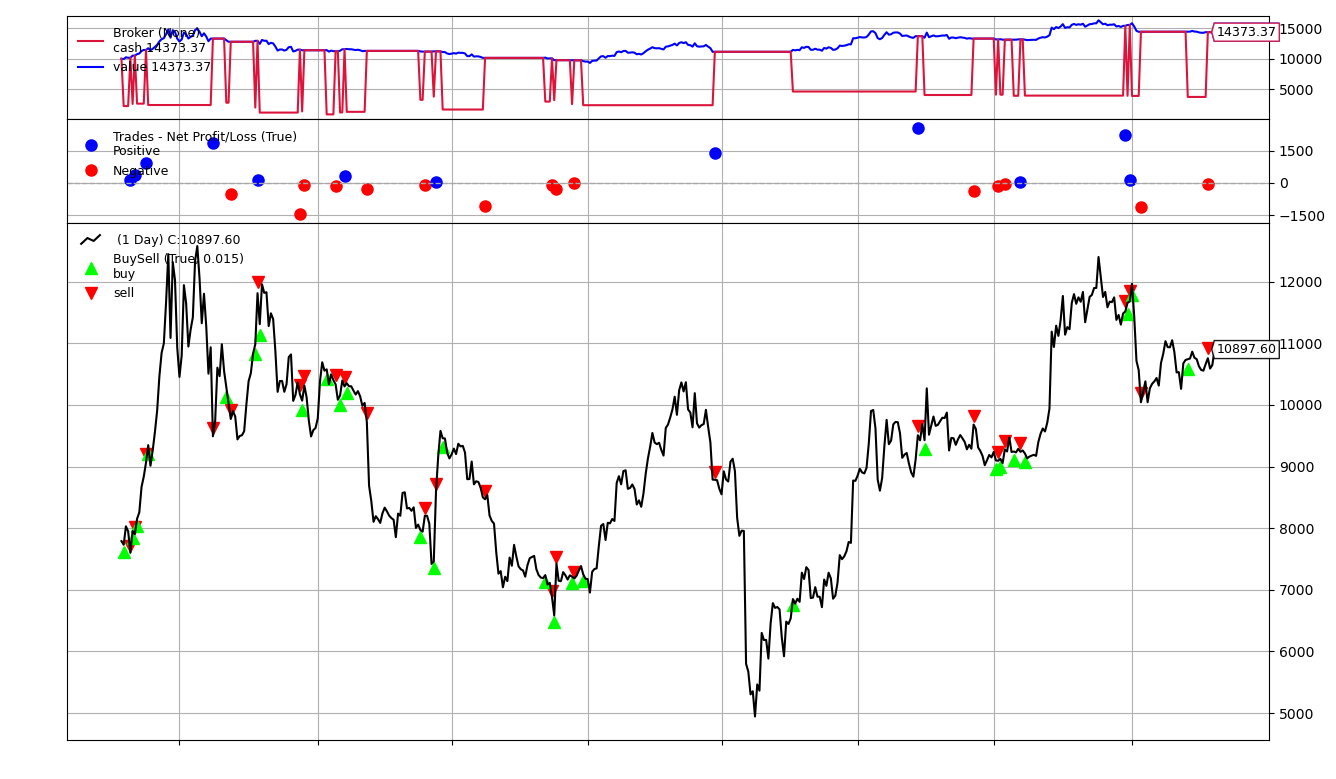 Broker (None)
cash 14373.37
value 14373.37
14373.37
15000
10000
5000
Trades - Net Profit/Loss (True)
Positive
Negative
1500
0
−1500
(1 Day) C:10897.60
BuySell (True, 0.015)
buy
sell
12000
11000
10897.60
10000
9000
8000
7000
6000
5000